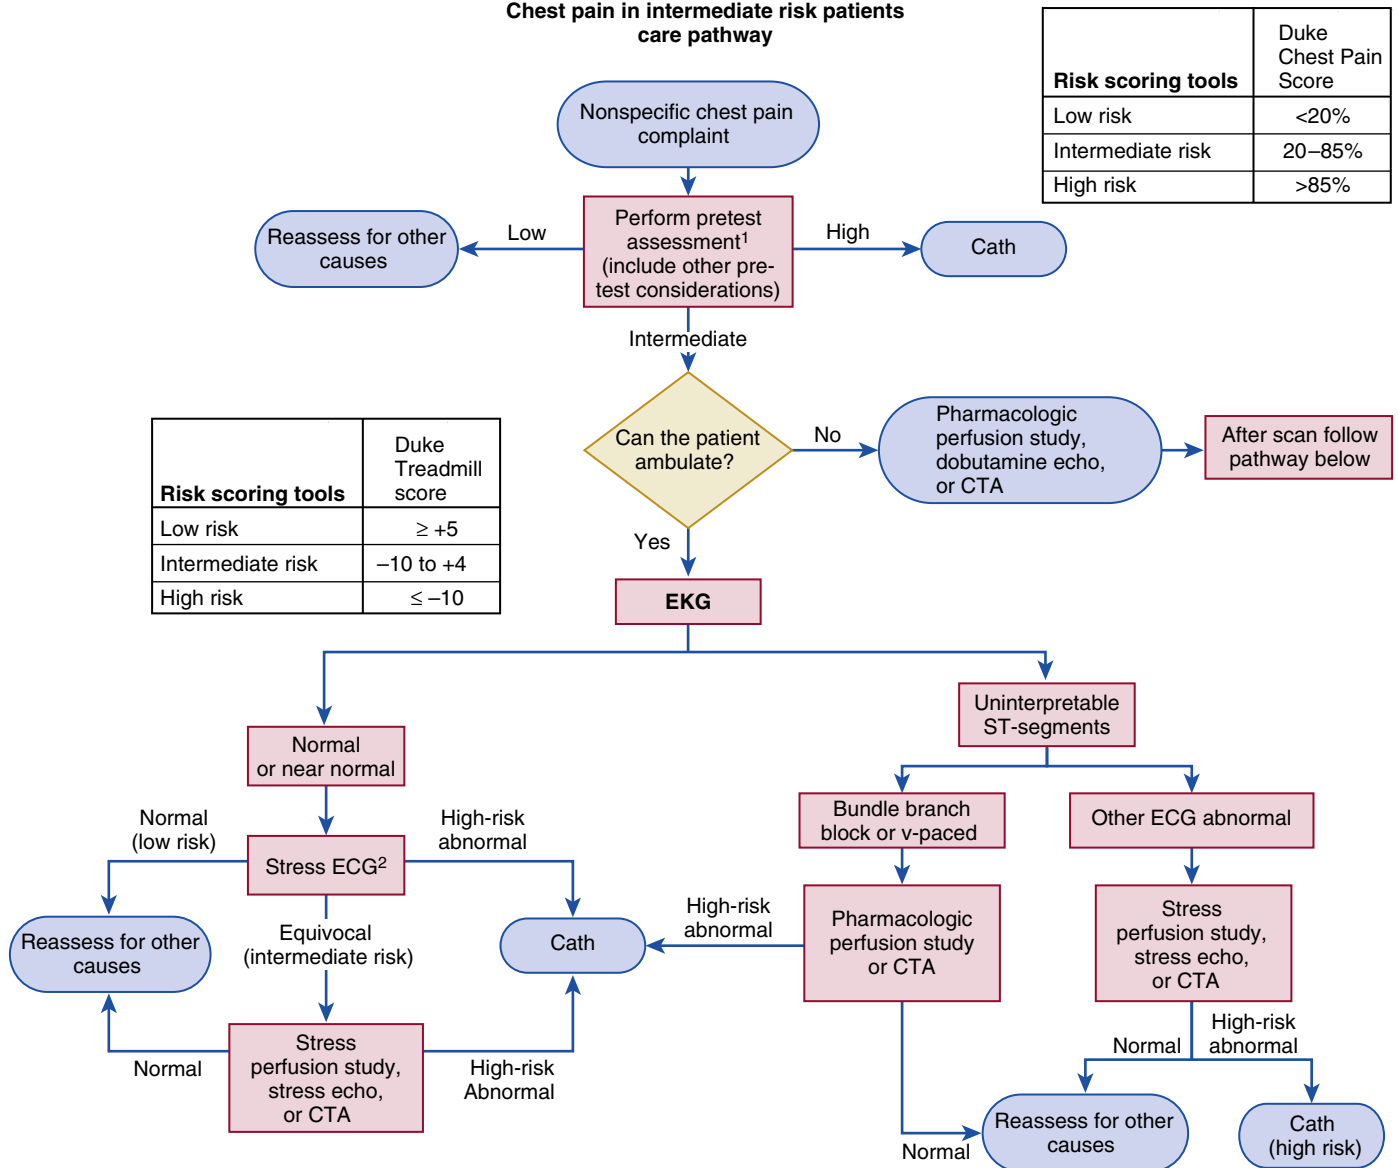 Chest pain in intermediate risk patients
care pathway
Risk scoring tools
Duke
Chest Pain
Score
Low risk
<20%
Intermediate risk
20–85%
High risk
>85%
Nonspecific chest pain
complaint
Perform pretest
assessment¹
(include other pre-
test considerations)
Low
Reassess for other
causes
High
Cath
Intermediate
Can the patient
ambulate?
No
Pharmacologic
perfusion study,
dobutamine echo,
or CTA
After scan follow
pathway below
Risk scoring tools
Duke
Treadmill
score
Low risk
≥ +5
Intermediate risk
–10 to +4
High risk
≤ –10
Yes
EKG
Normal
or near normal
Uninterpretable
ST-segments
Normal
(low risk)
Stress ECG²
High-risk
abnormal
Reassess for other
causes
Equivocal
(intermediate risk)
Cath
Normal
Stress
perfusion study,
stress echo,
or CTA
High-risk
Abnormal
Bundle branch
block or v-paced
Other ECG abnormal
High-risk
abnormal
Pharmacologic
perfusion study
or CTA
Stress
perfusion study,
stress echo,
or CTA
Normal
High-risk
abnormal
Normal
Reassess for other
causes
Cath
(high risk)